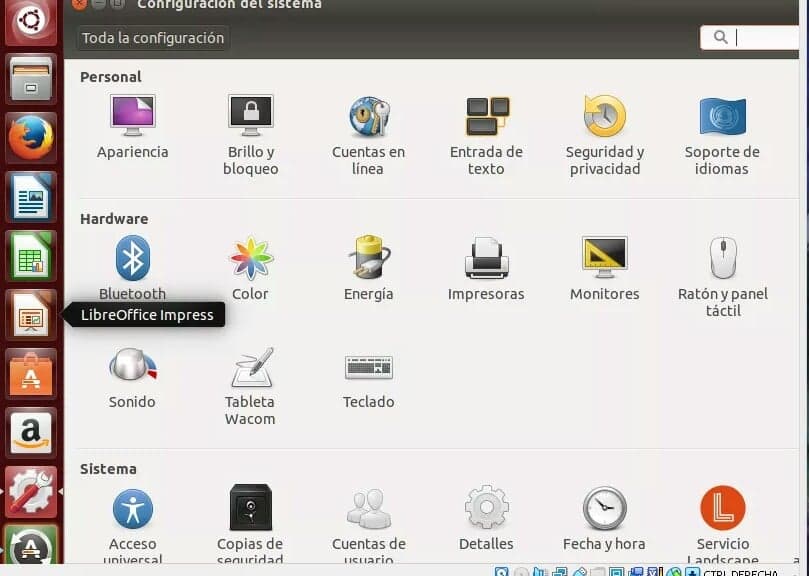 Configuración del sistema
Toda la configuración
Personal
Apariencia
Brillo y
bloqueo
Cuentas en
línea
Entrada de
texto
Seguridad y
privacidad
Soporte de
idiomas
Hardware
Bluetooth
Color
Energía
Impresoras
Monitores
Ratón y panel
táctil
LibreOffice Impress
Sonido
Tableta
Wacom
Teclado
Sistema
Acceso
universal
Copias de
seguridad
Cuentas de
usuario
Detalles
Fecha y hora
Servicio
Landscape
CTRL DERECHA